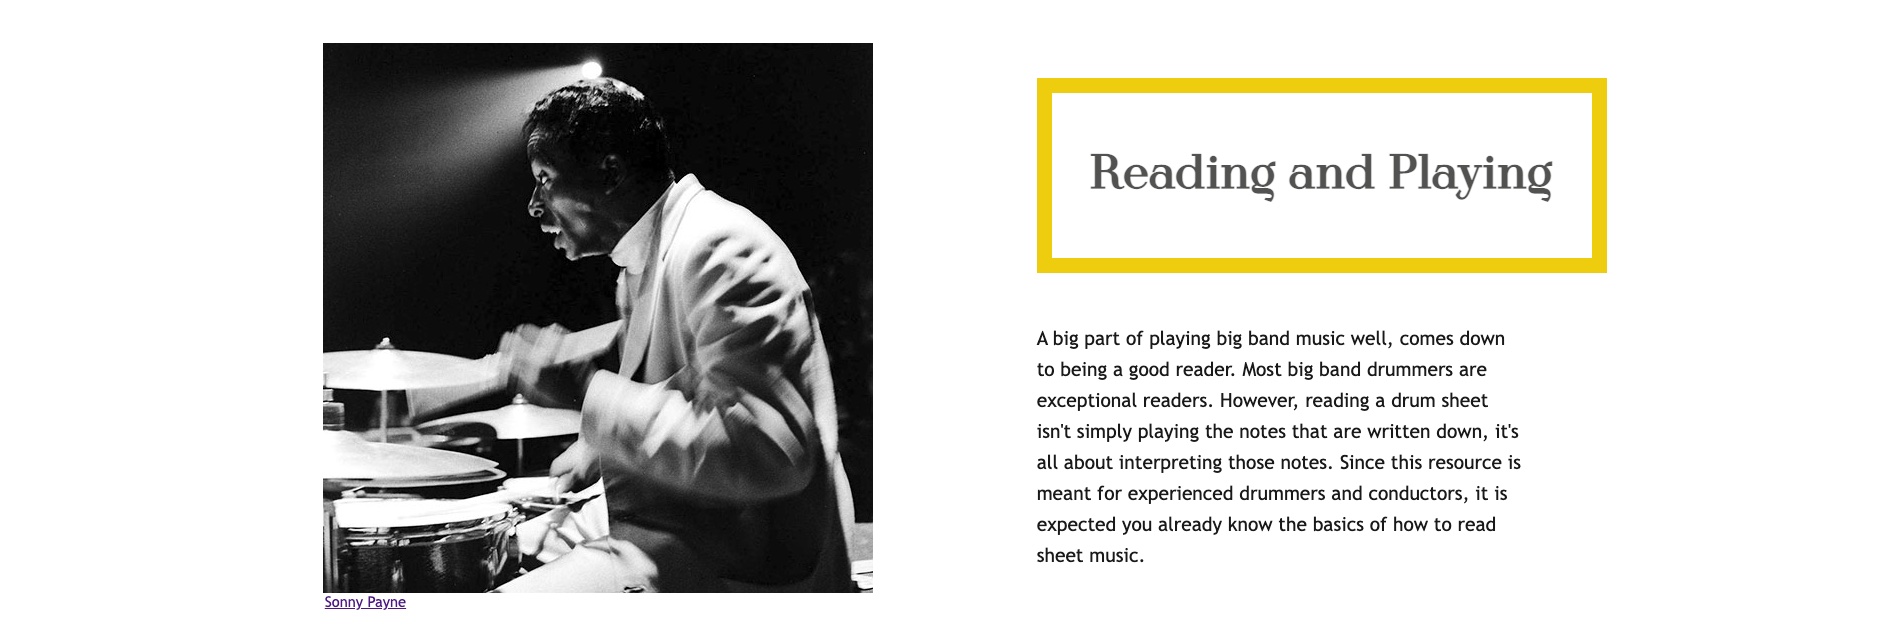 Sonny Payne
Reading and Playing
A big part of playing big band music well, comes down
to being a good reader. Most big band drummers are
exceptional readers. However, reading a drum sheet
isn't simply playing the notes that are written down, it's
all about interpreting those notes. Since this resource is
meant for experienced drummers and conductors, it is
expected you already know the basics of how to read
sheet music.